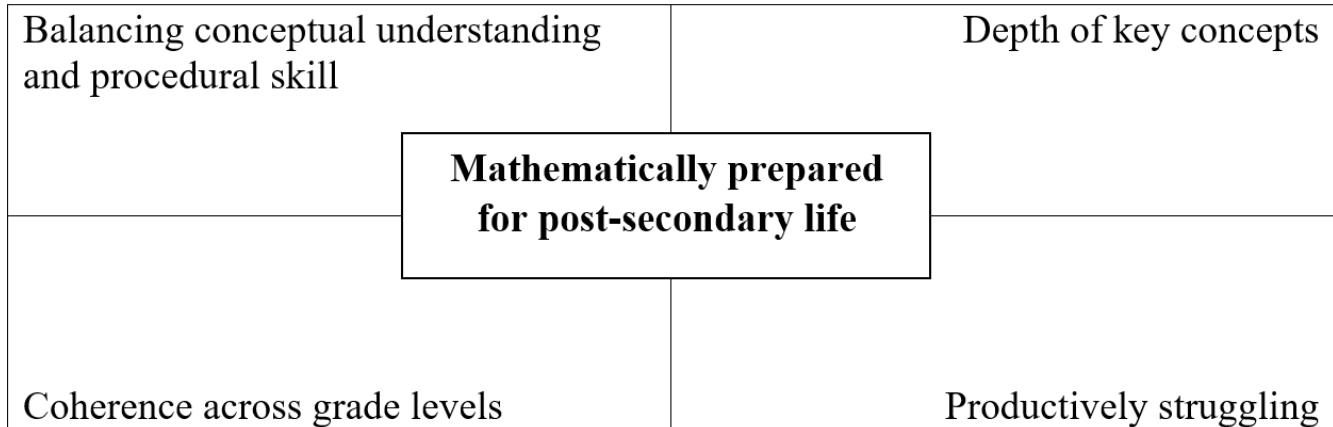 Balancing conceptual understanding
and procedural skill
Depth of key concepts
Mathematically prepared
for post-secondary life
Coherence across grade levels
Productively struggling